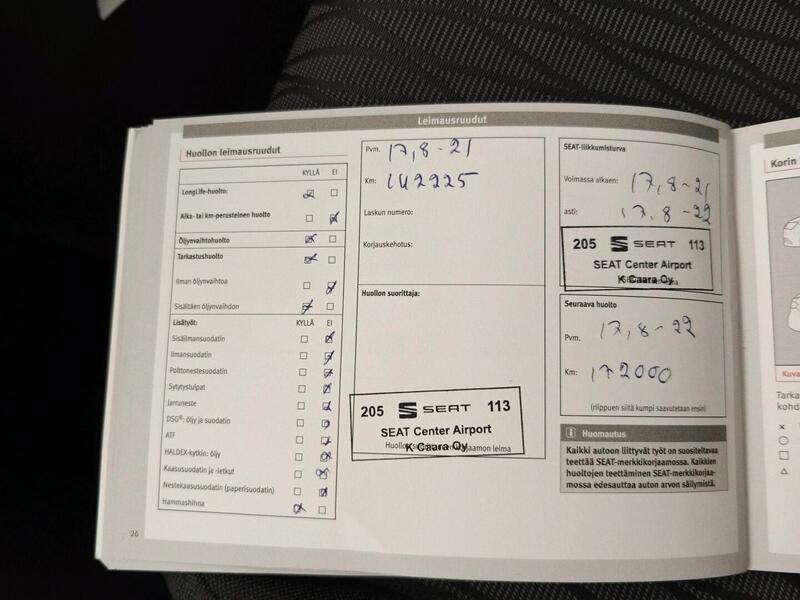 Leimausruudut
Huollon leimausruudut
KYLLÄ EI
LongLife-huolto:
Aika- tai km-perusteinen huolto
Öljynvaihtohuolto
Tarkastushuolto
Ilman öljynvaihtoa
Sisältäen öljynvaihdon
Lisätyöt: KYLLÄ EI
Sisäilmansuodatin
Ilmansuodatin
Polttonestesuodatin
Sytytystulpat
Jarruneste
DSG®: öljy ja suodatin
ATF
HALDEX-kytkin: öljy
Kaasusuodatin ja -letkut
Nestekaasusuodatin (paperisuodatin)
Hammashihna
26
Pvm. 17,8-21
Km: 142225
Laskun numero:
Korjauskehotus:
Huollon suorittaja:
205 SEAT 113
SEAT Center Airport
K Caara Oy
leima
SEAT-liikkumisturva
Voimassa alkaen: 17,8-21
asti: 17.8-22
205 SEAT 113
SEAT Center Airport
K Caara Oy
Seuraava huolto
Pvm. 17,8-22
Km: 172000
(riippuen siitä kumpi saavutetaan ensin)
i Huomautus
Kaikki autoon liittyvät työt on suositeltavaa
teettää SEAT-merkkikorjaamossa. Kaikkien
huoltojen teettäminen SEAT-merkkikorjaa-
mossa edesauttaa auton arvon säilymistä.
Korin
Kuva
Tarka
kohd